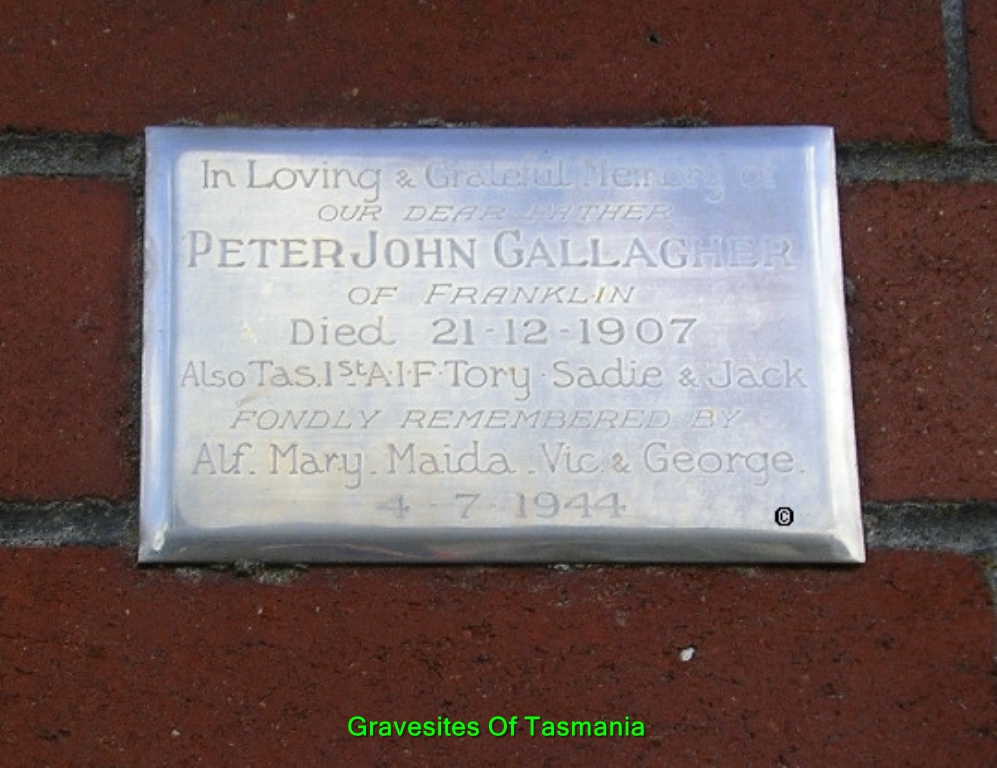 In Loving & Grateful Memory of
OUR DEAR FATHER
PETER JOHN GALLAGHER
OF FRANKLIN
Died 21-12-1907
Also Tas.1st A·I·F· Tory · Sadie & Jack
FONDLY REMEMBERED BY
Alf. Mary. Maida. Vic & George.
4-7-1944
©
Gravesites Of Tasmania